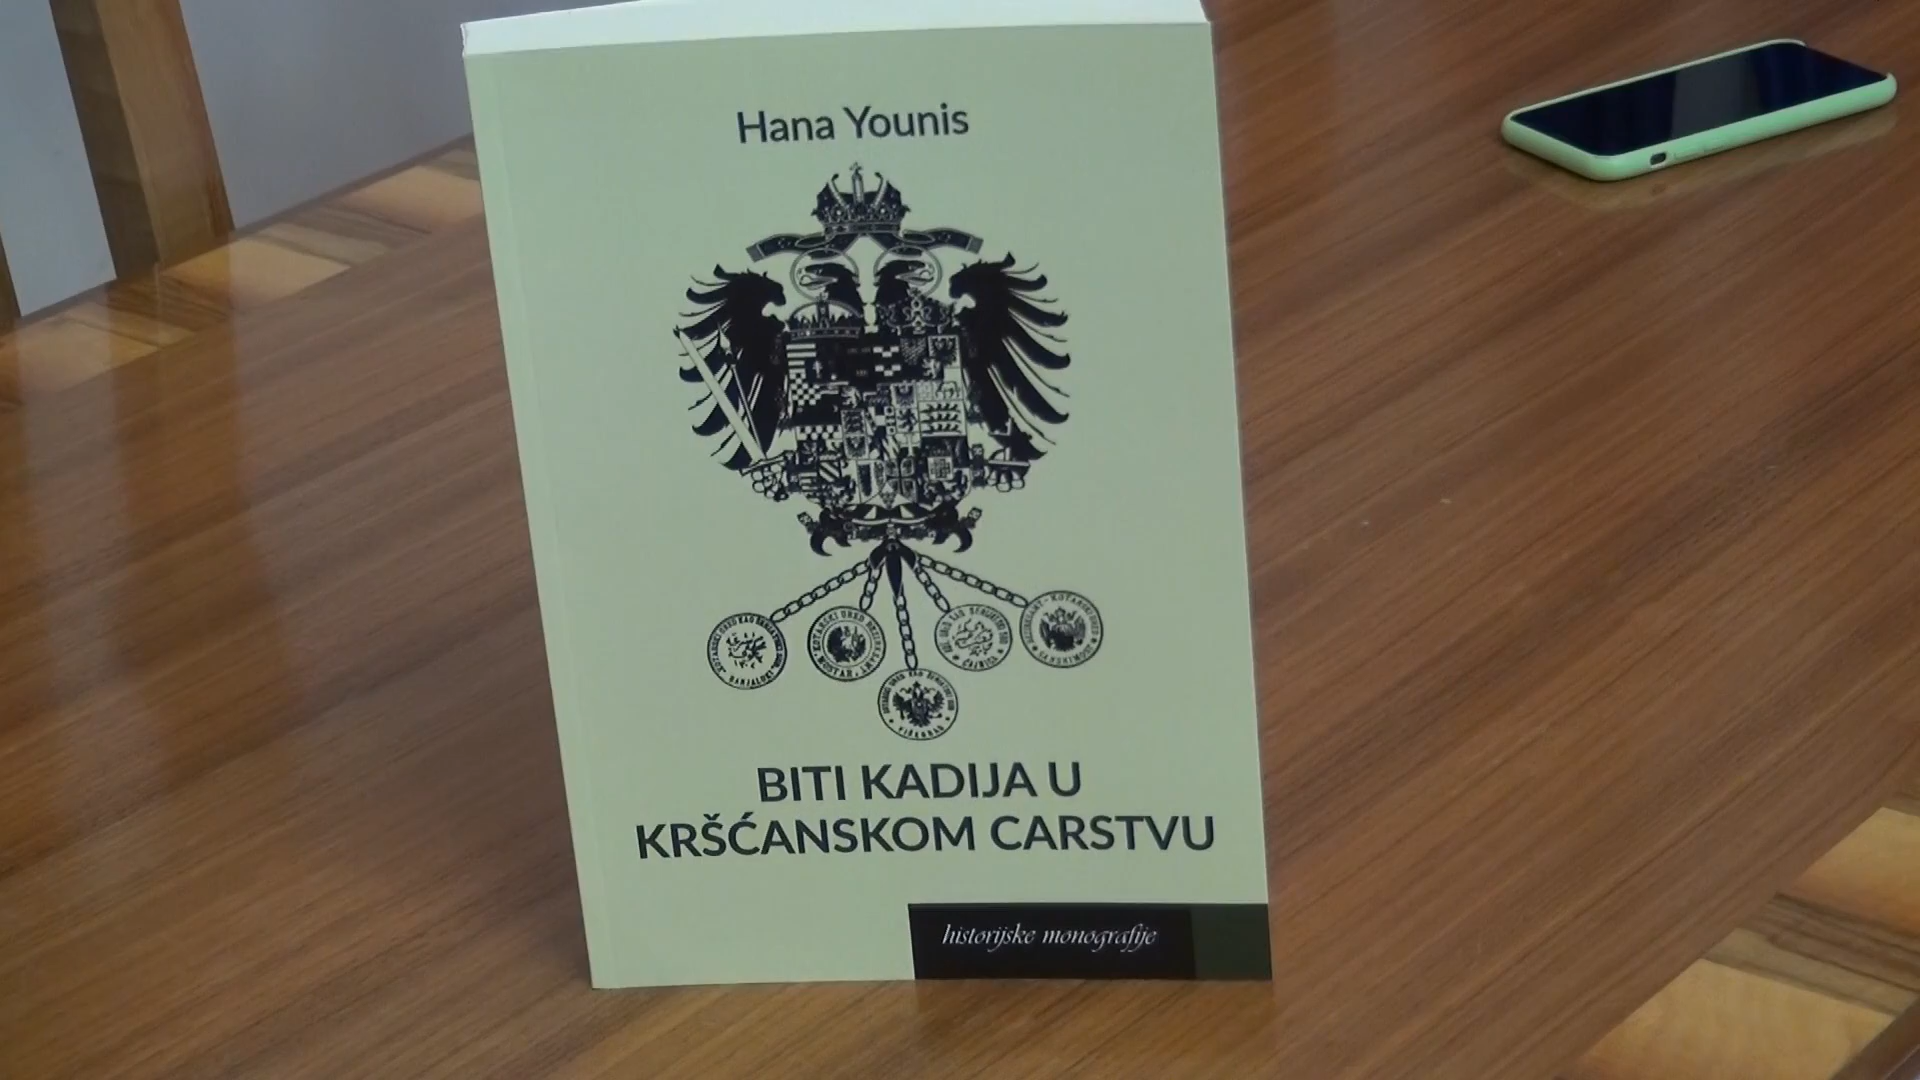 Hana Younis
BITI KADIJA U
KRŠĆANSKOM CARSTVU
historijske monografije